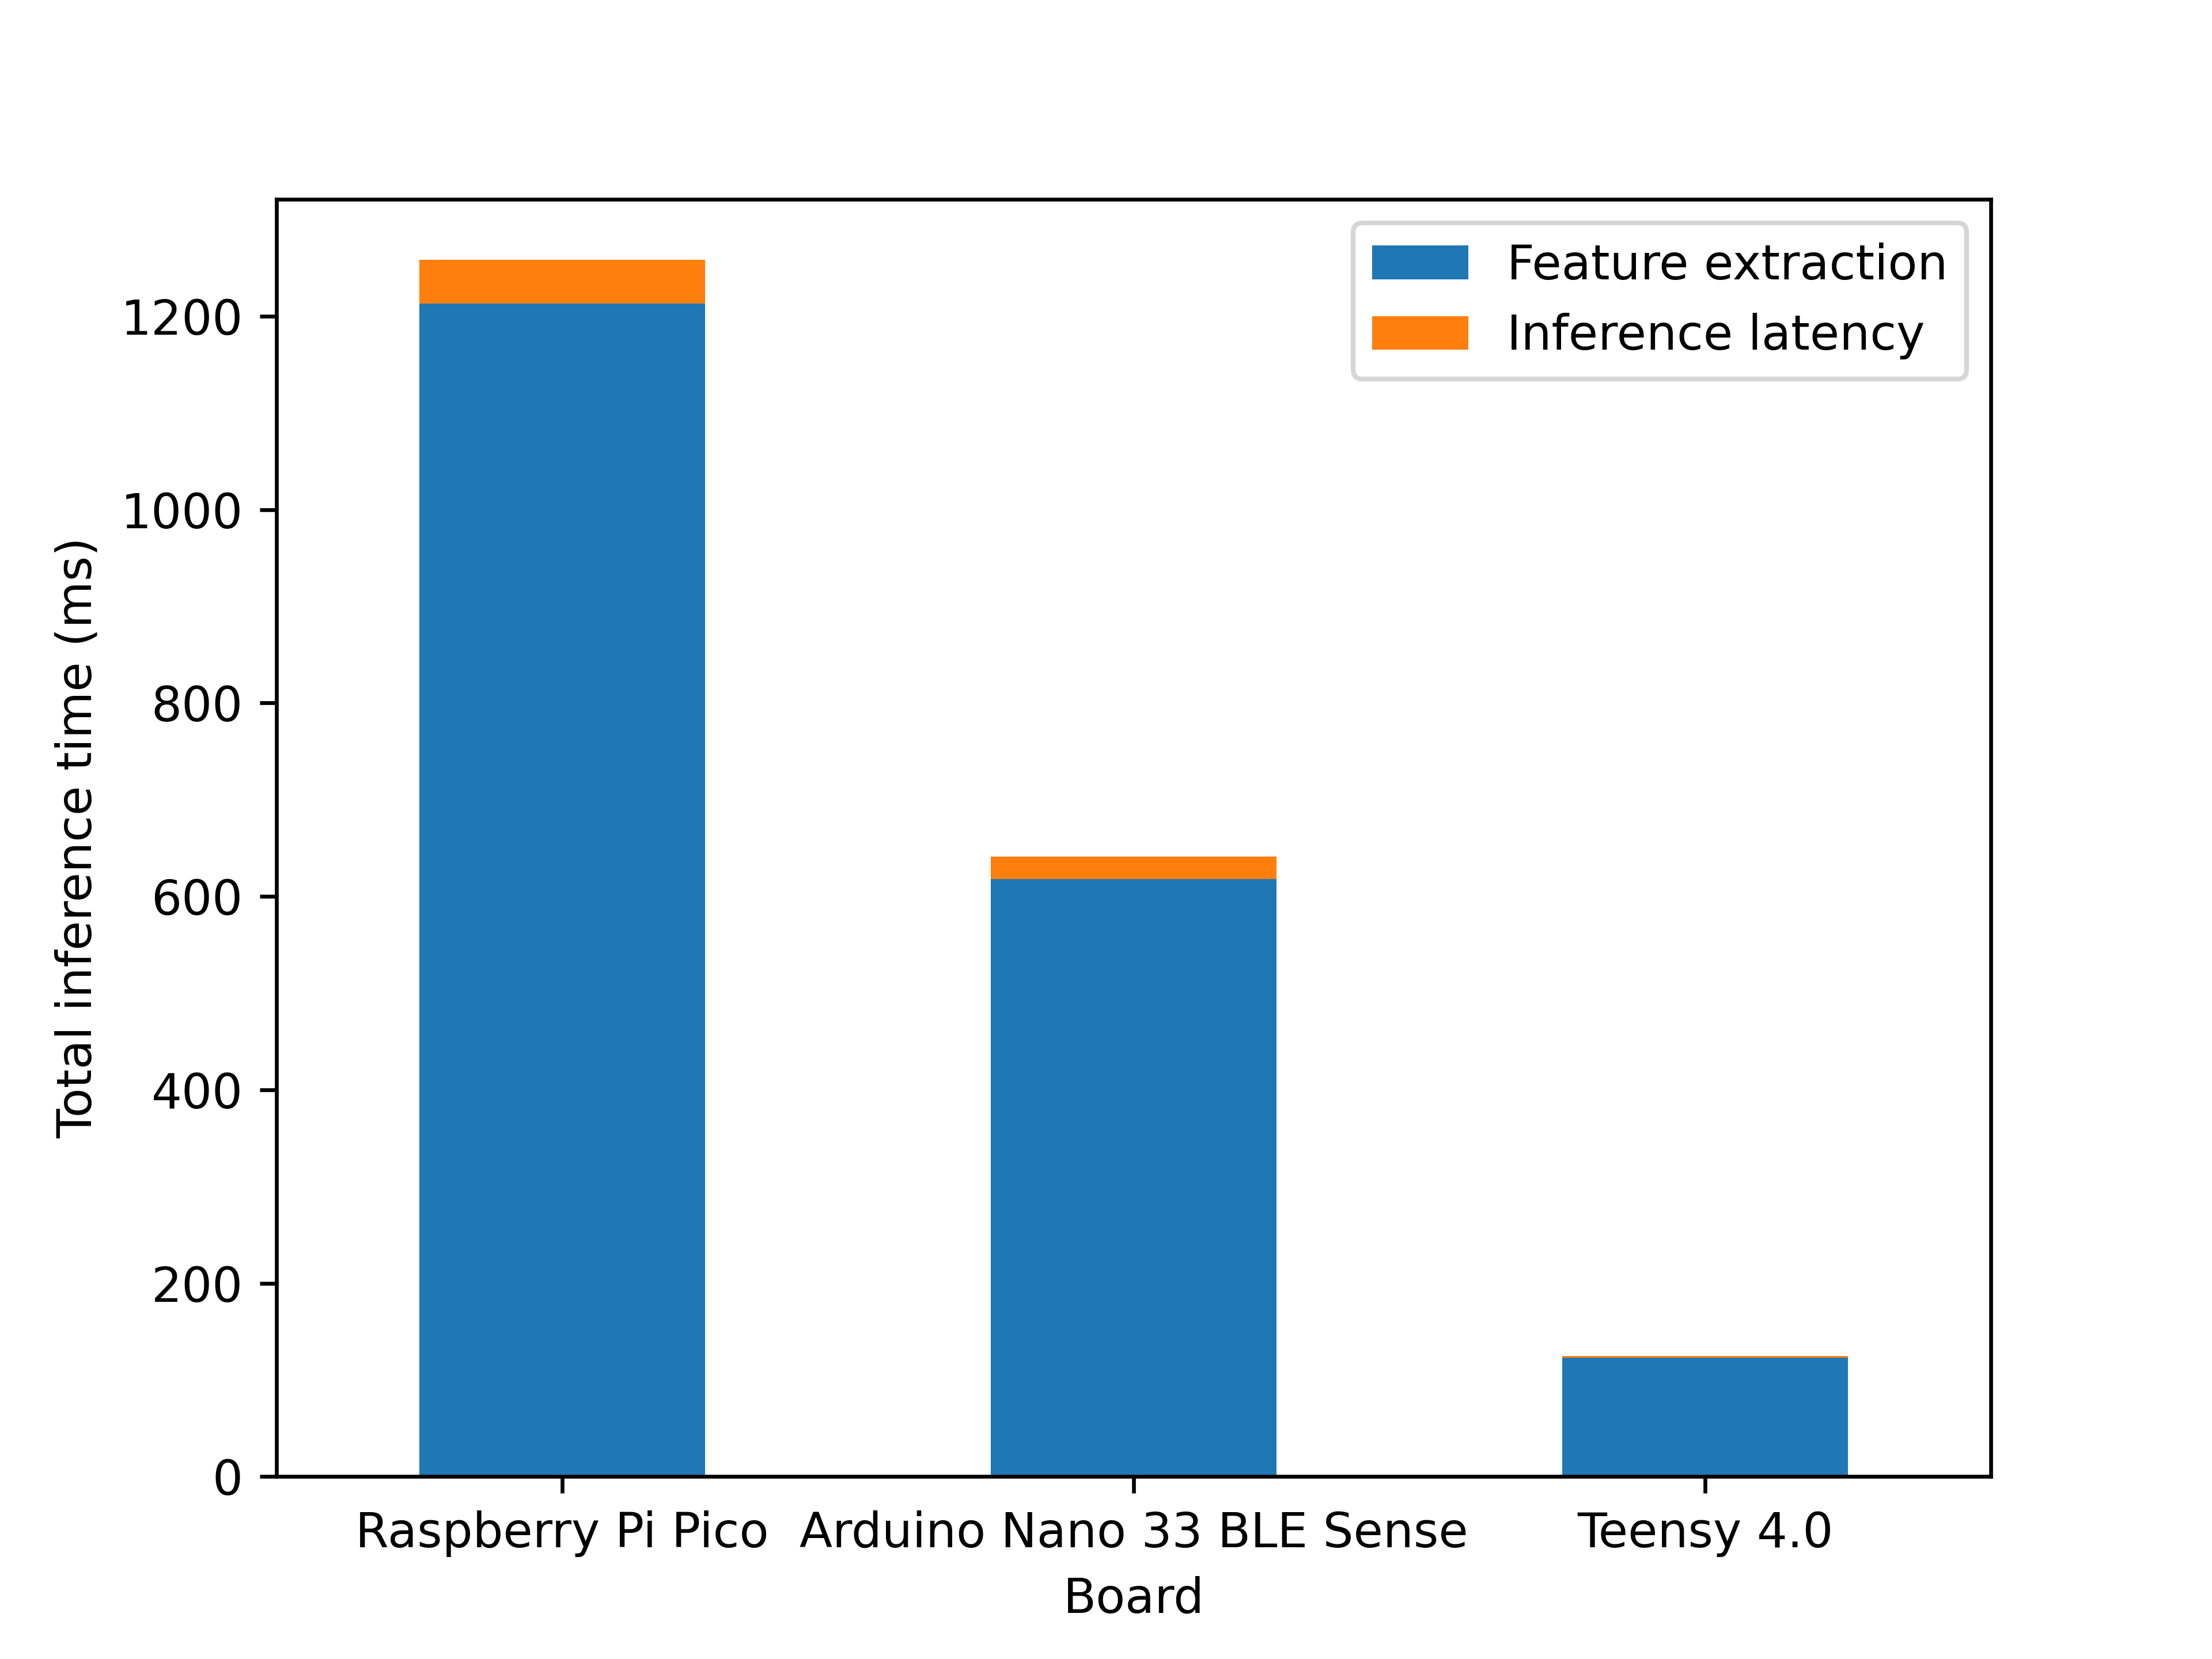 Feature extraction
Inference latency
1200
1000
800
600
400
200
0
Total inference time (ms)
Raspberry Pi Pico
Arduino Nano 33 BLE Sense
Teensy 4.0
Board